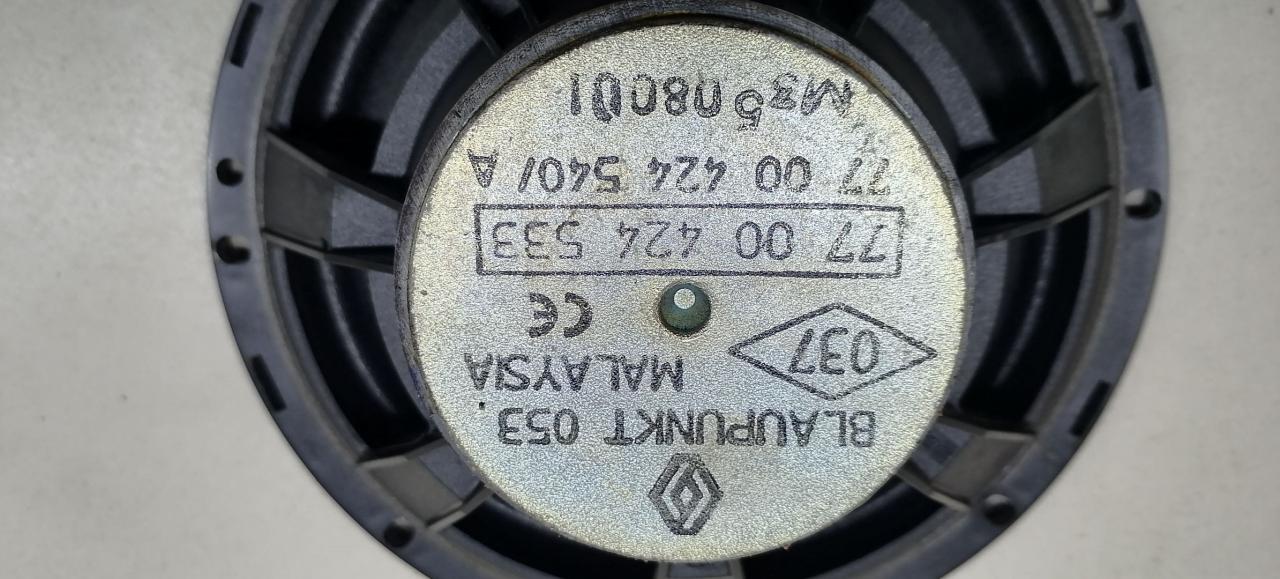 BLAUPUNKT 053
037
MALAYSIA
CE
77 00 424 533
77 00 424 540/A